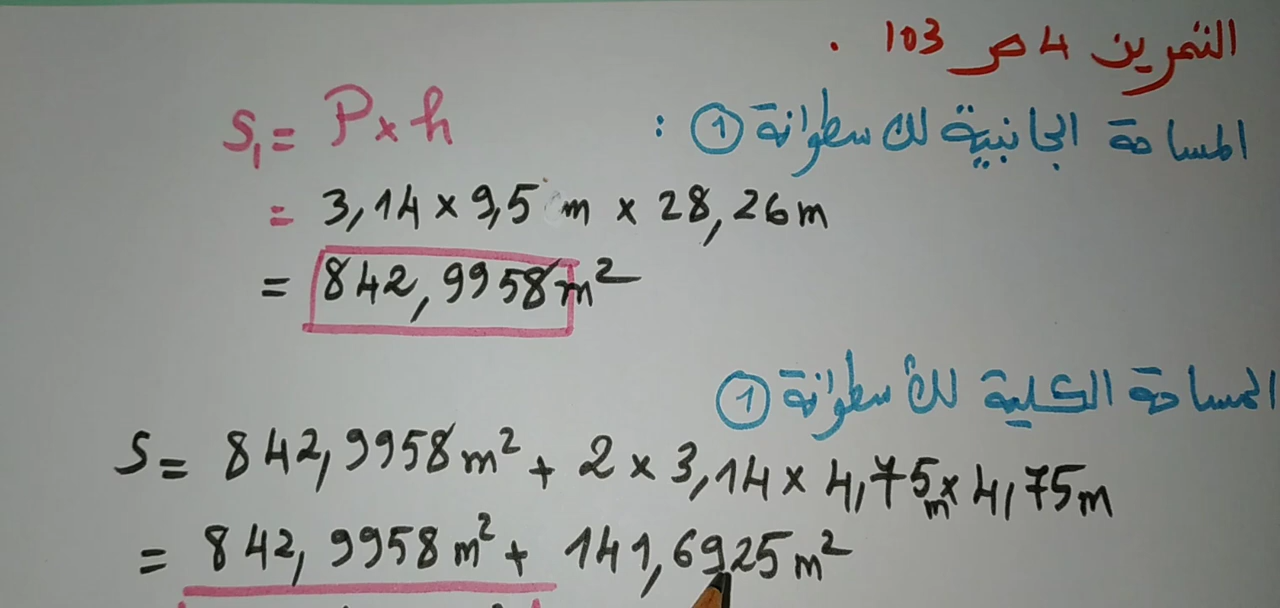 التمرين 4 ص 103 .
المساحة الجانبية للأسطوانة ① :
S₁ = P × h
= 3,14 × 9,5 m × 28,26 m
= 842,9958 m²
المساحة الكلية للأسطوانة ①
S = 842,9958 m² + 2 × 3,14 × 4,75 m × 4,75 m
= 842,9958 m² + 141,6925 m²